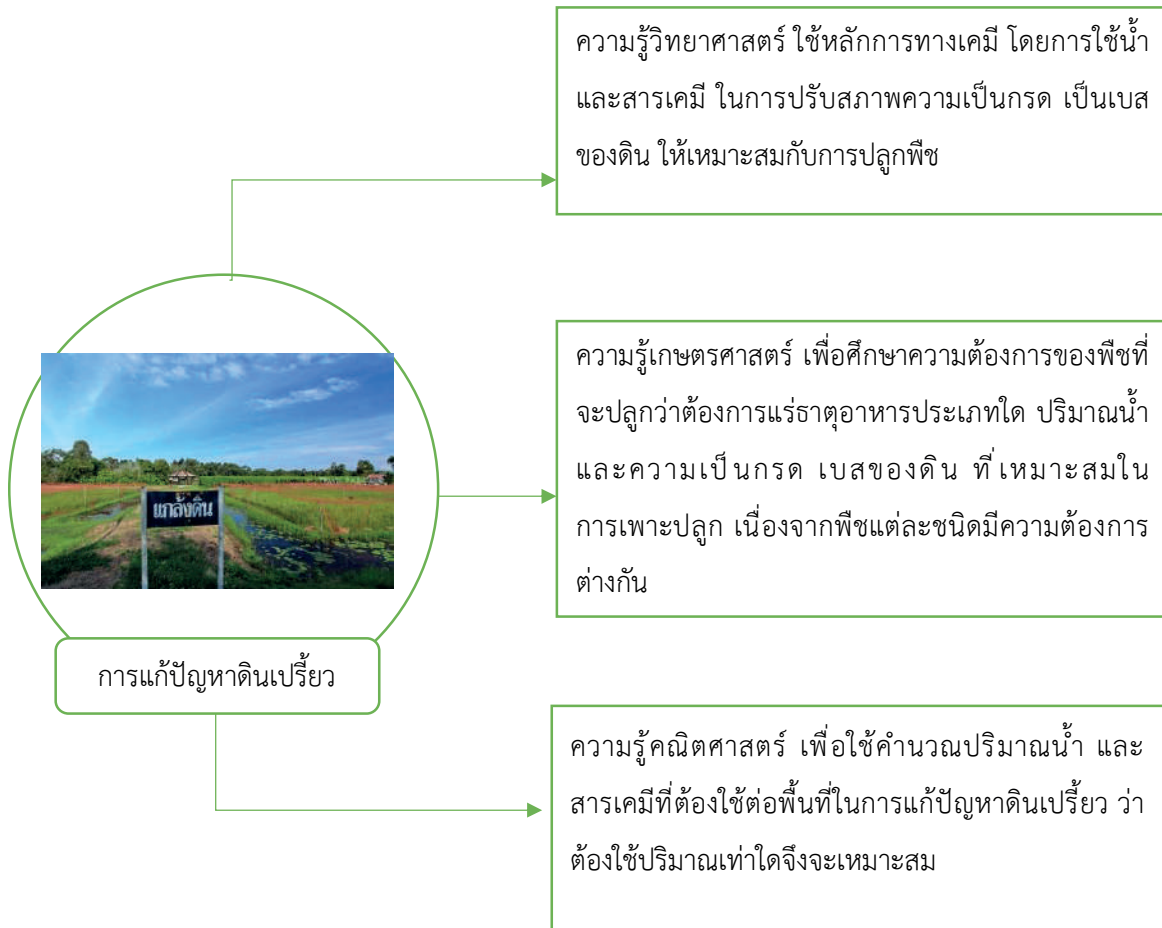 ความรู้วิทยาศาสตร์ ใช้หลักการทางเคมี โดยการใช้น้ำ
และสารเคมี ในการปรับสภาพความเป็นกรด เป็นเบส
ของดิน ให้เหมาะสมกับการปลูกพืช
ความรู้เกษตรศาสตร์ เพื่อศึกษาความต้องการของพืชที่
จะปลูกว่าต้องการแร่ธาตุอาหารประเภทใด ปริมาณน้ำ
และความเป็นกรด เบสของดิน ที่เหมาะสมใน
การเพาะปลูก เนื่องจากพืชแต่ละชนิดมีความต้องการ
ต่างกัน
แกล้งดิน
การแก้ปัญหาดินเปรี้ยว
ความรู้คณิตศาสตร์ เพื่อใช้คำนวณปริมาณน้ำ และ
สารเคมีที่ต้องใช้ต่อพื้นที่ในการแก้ปัญหาดินเปรี้ยว ว่า
ต้องใช้ปริมาณเท่าใดจึงจะเหมาะสม